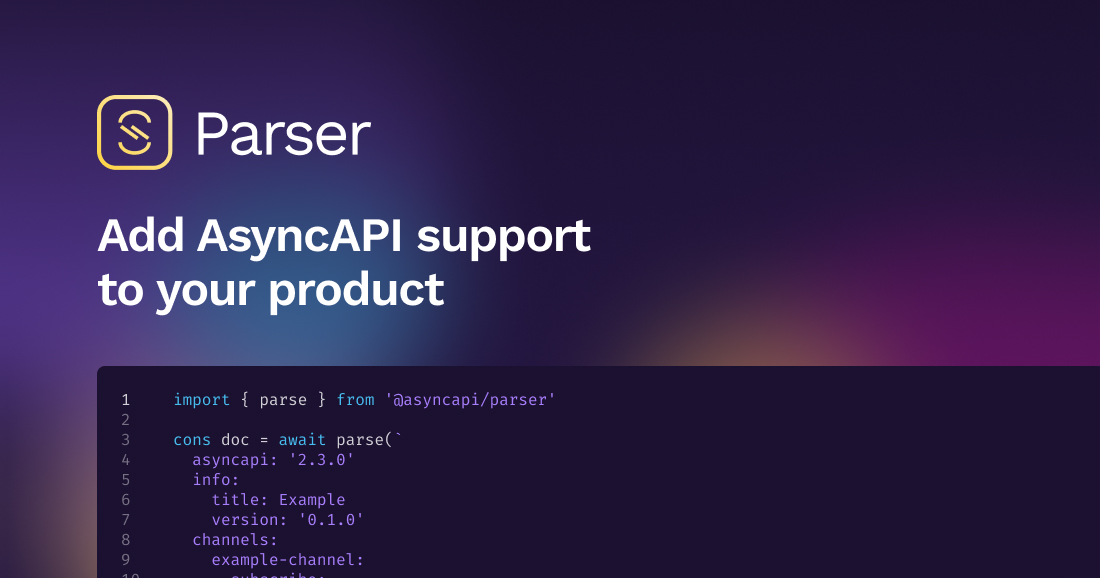 Parser
Add AsyncAPI support
to your product
1 import { parse } from '@asyncapi/parser'
2
3 cons doc = await parse(`
4 asyncapi: '2.3.0'
5 info:
6 title: Example
7 version: '0.1.0'
8 channels:
9 example-channel:
10 subscribe: